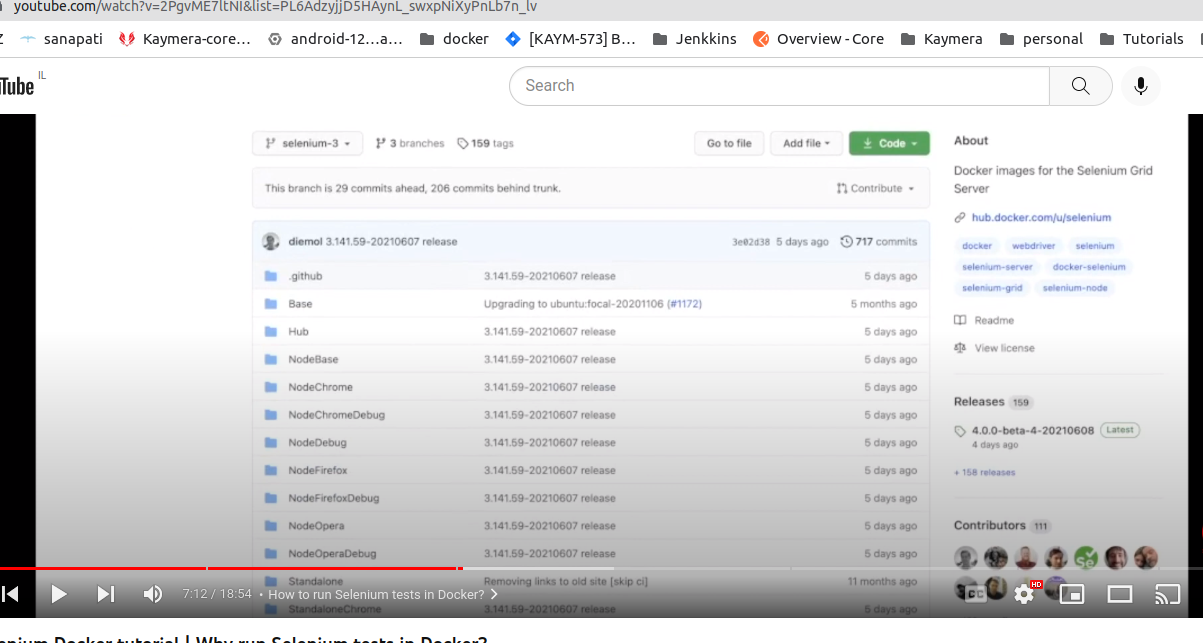 youtube.com/watch?v=2PgvME7ltNI&list=PL6AdzyjjD5HAynL_swxpNiXyPnLb7n_lv
sanapati Kaymera-core... android-12...a... docker [KAYM-573] B... Jenkkins Overview - Core Kaymera personal Tutorials
Tube IL Search
selenium-3 3 branches 159 tags Go to file Add file Code
This branch is 29 commits ahead, 206 commits behind trunk. Contribute
diemol 3.141.59-20210607 release 3e02d38 5 days ago 717 commits
.github 3.141.59-20210607 release 5 days ago
Base Upgrading to ubuntu:focal-20201106 (#1172) 5 months ago
Hub 3.141.59-20210607 release 5 days ago
NodeBase 3.141.59-20210607 release 5 days ago
NodeChrome 3.141.59-20210607 release 5 days ago
NodeChromeDebug 3.141.59-20210607 release 5 days ago
NodeDebug 3.141.59-20210607 release 5 days ago
NodeFirefox 3.141.59-20210607 release 5 days ago
NodeFirefoxDebug 3.141.59-20210607 release 5 days ago
NodeOpera 3.141.59-20210607 release 5 days ago
NodeOperaDebug 3.141.59-20210607 release 5 days ago
Standalone Removing links to old site [skip ci] 11 months ago
StandaloneChrome 3.141.59-20210607 release 5 days ago
About
Docker images for the Selenium Grid
Server
hub.docker.com/u/selenium
docker webdriver selenium
selenium-server docker-selenium
selenium-grid selenium-node
Readme
View license
Releases 159
4.0.0-beta-4-20210608 Latest
4 days ago
+ 158 releases
Contributors 111
Se
7:12 / 18:54 • How to run Selenium tests in Docker? CC HD
Docker tutorial | Why run Selenium tests in Docker?